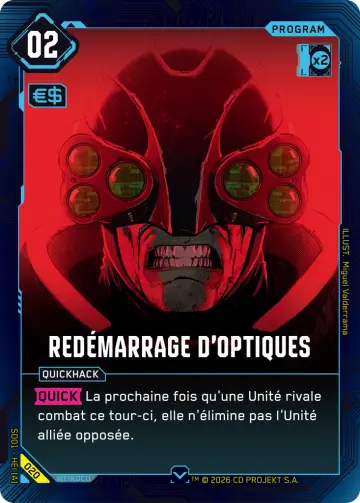 02
PROGRAM
x2
€$
ILLUST. Miguel Valderrama
REDÉMARRAGE D'OPTIQUES
QUICKHACK
QUICK La prochaine fois qu'une Unité rivale
combat ce tour-ci, elle n'élimine pas l'Unité
alliée opposée.
020
WEIRDCO
™ © 2026 CD PROJEKT S.A.